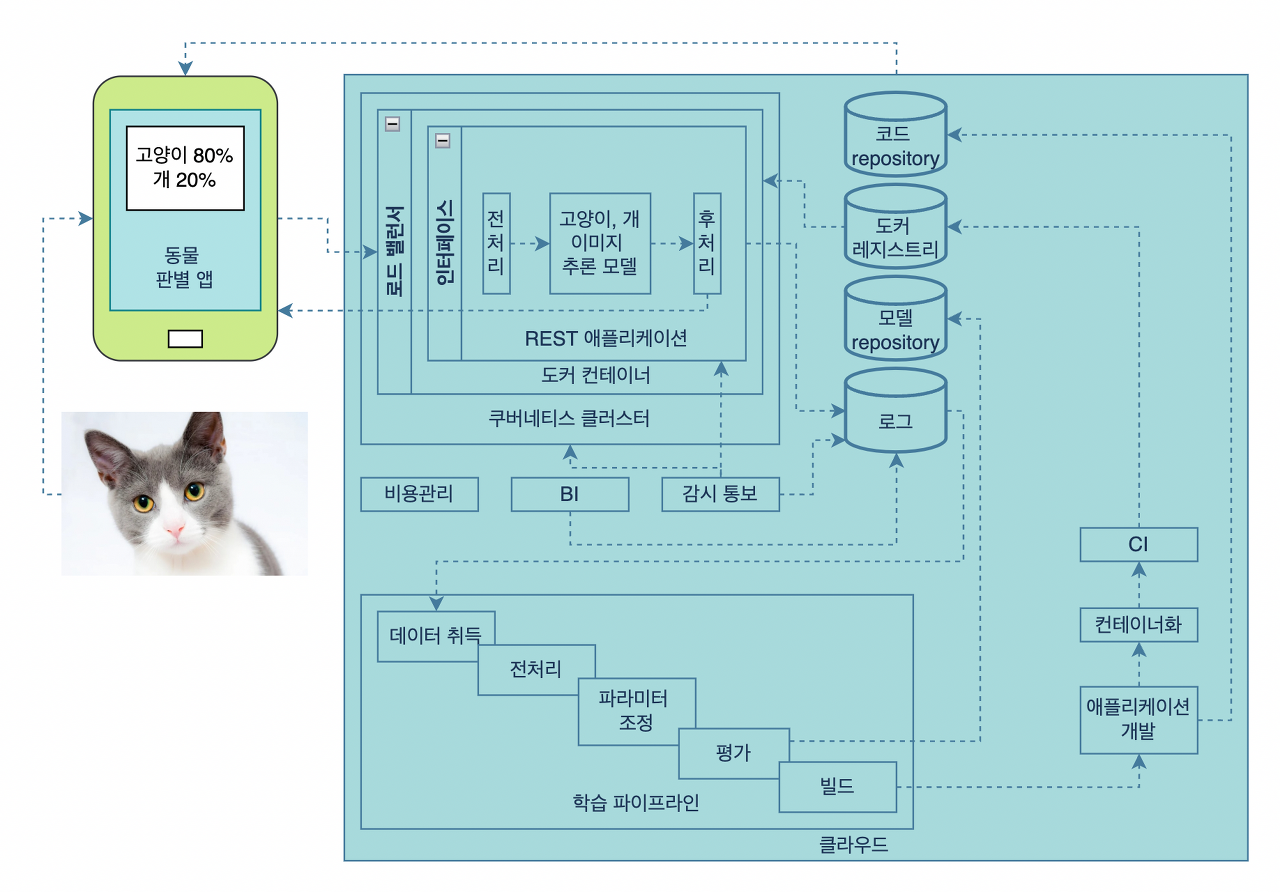 고양이 80%
개 20%
동물
판별 앱
로드 밸런서
인터페이스
전
처
리
고양이, 개
이미지
추론 모델
후
처
리
REST 애플리케이션
도커 컨테이너
쿠버네티스 클러스터
코드
repository
도커
레지스트리
모델
repository
로그
비용관리
BI
감시 통보
데이터 취득
전처리
파라미터
조정
평가
빌드
학습 파이프라인
CI
컨테이너화
애플리케이션
개발
클라우드